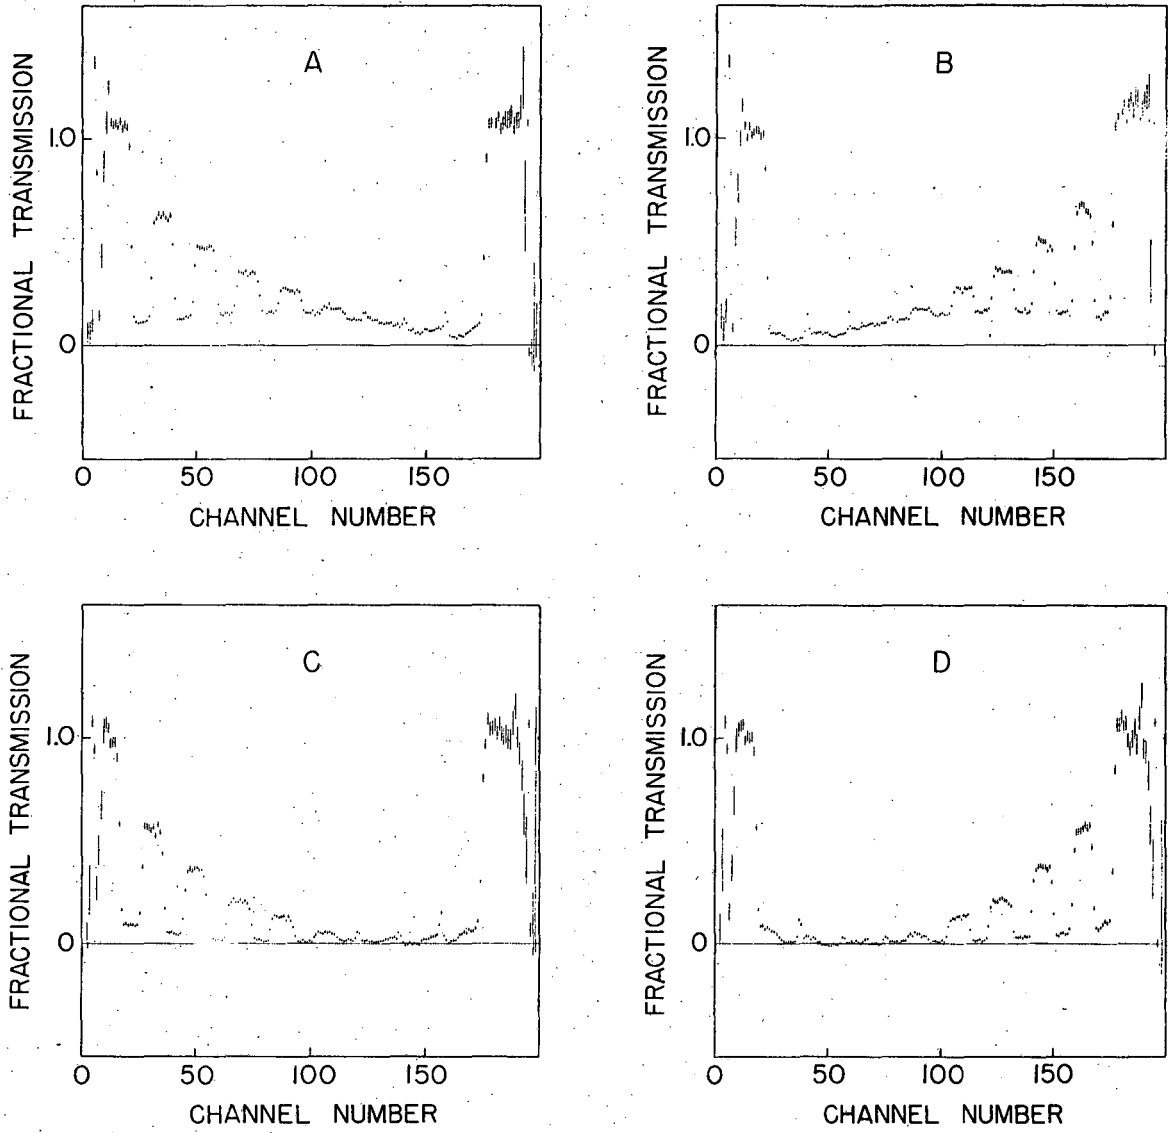 A
FRACTIONAL TRANSMISSION
1.0
0
0 50 100 150
CHANNEL NUMBER
B
FRACTIONAL TRANSMISSION
1.0
0
0 50 100 150
CHANNEL NUMBER
C
FRACTIONAL TRANSMISSION
1.0
0
0 50 100 150
CHANNEL NUMBER
D
FRACTIONAL TRANSMISSION
1.0
0
0 50 100 150
CHANNEL NUMBER